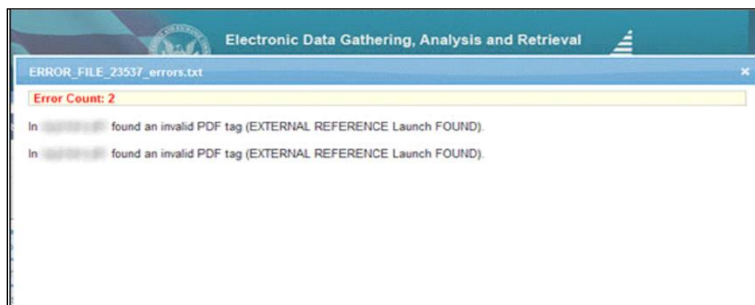 Electronic Data Gathering, Analysis and Retrieval
ERROR_FILE_23537_errors.txt
Error Count: 2
In found an invalid PDF tag (EXTERNAL REFERENCE Launch FOUND).
In found an invalid PDF tag (EXTERNAL REFERENCE Launch FOUND).